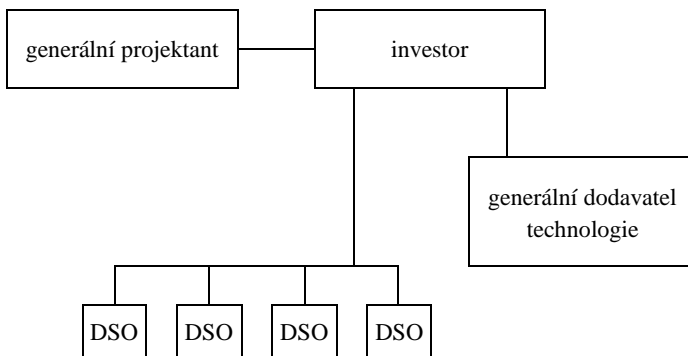 generální projektant
investor
generální dodavatel
technologie
DSO
DSO
DSO
DSO